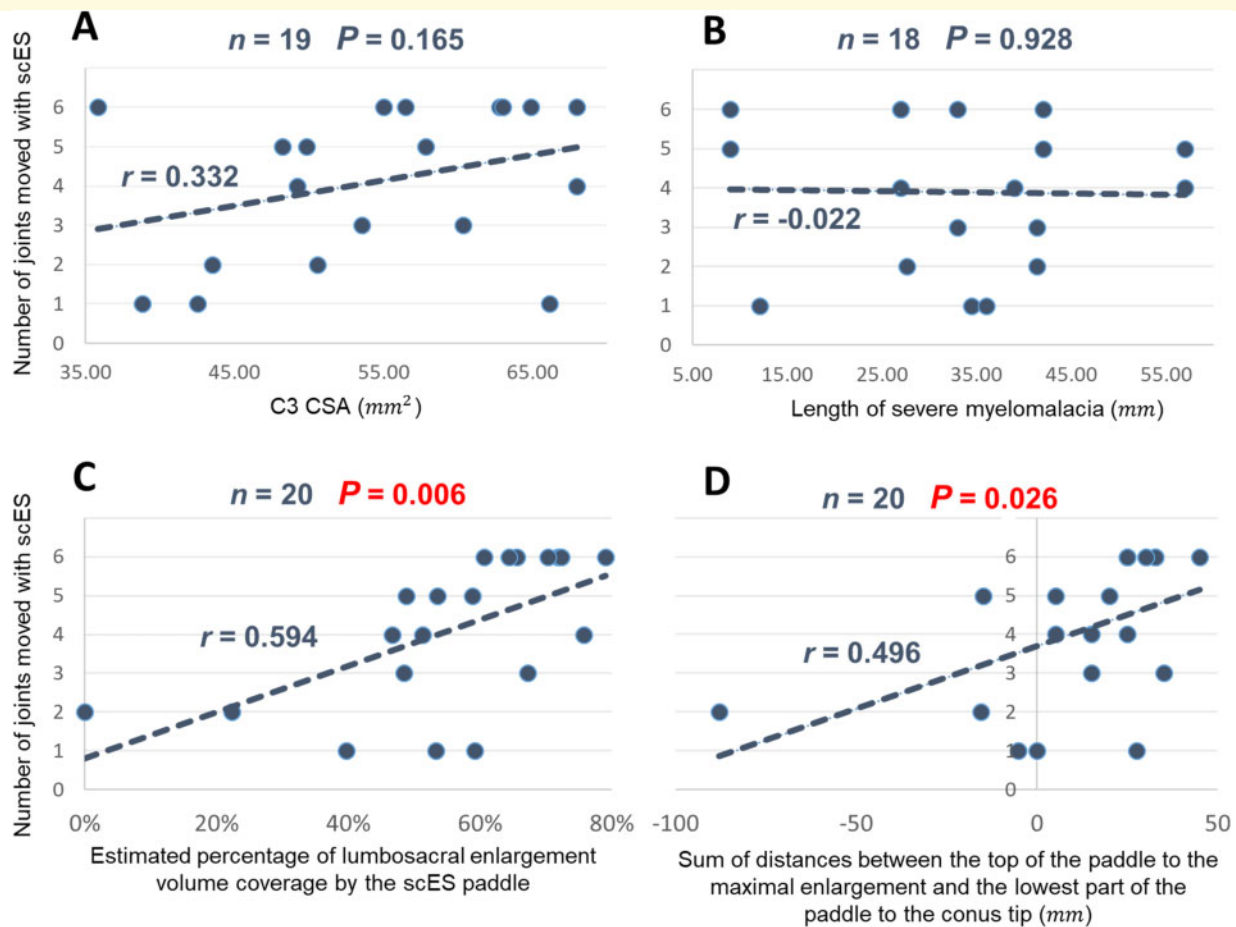 A
n = 19 P = 0.165
Number of joints moved with scES
6
5
4
3
2
1
0
r = 0.332
35.00 45.00 55.00 65.00
C3 CSA (mm²)
B
n = 18 P = 0.928
6
5
4
3
2
1
0
r = -0.022
5.00 15.00 25.00 35.00 45.00 55.00
Length of severe myelomalacia (mm)
C
n = 20 P = 0.006
Number of joints moved with scES
6
5
4
3
2
1
0
r = 0.594
0% 20% 40% 60% 80%
Estimated percentage of lumbosacral enlargement
volume coverage by the scES paddle
D
n = 20 P = 0.026
6
5
4
3
2
1
0
r = 0.496
-100 -50 0 50
Sum of distances between the top of the paddle to the
maximal enlargement and the lowest part of the
paddle to the conus tip (mm)